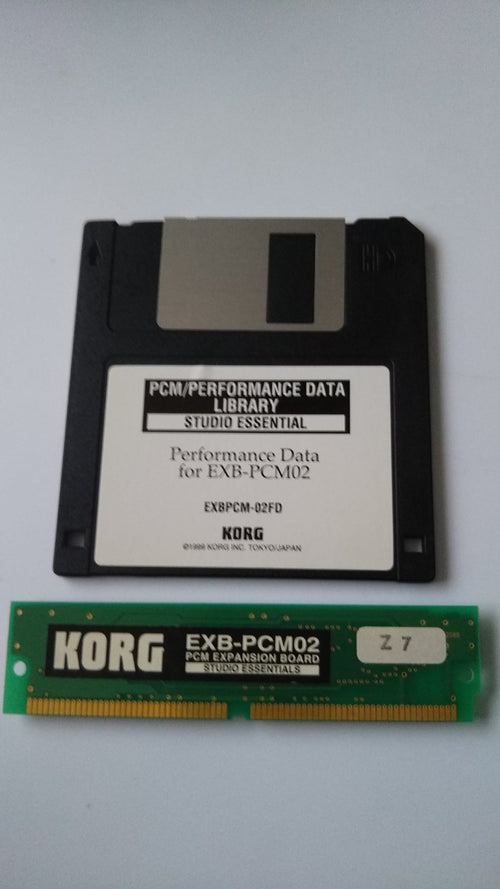 HD
PCM/PERFORMANCE DATA
LIBRARY
STUDIO ESSENTIAL
Performance Data
for EXB-PCM02
EXBPCM-02FD
KORG
©1999 KORG INC. TOKYO/JAPAN
KORG
EXB-PCM02
PCM EXPANSION BOARD
STUDIO ESSENTIALS
Z 7